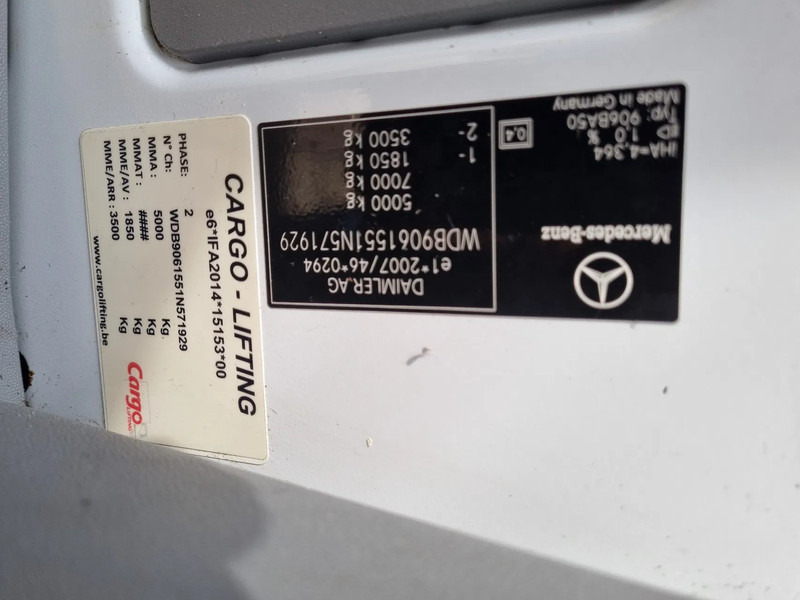 CARGO - LIFTING
e6*IFA2014*15153*00
PHASE: 2
N° Ch: WDB9061551N571929
MMA: 5000 Kg
MMAT: #### Kg
MME/AV: 1850 Kg
MME/ARR: 3500 Kg
www.cargolifting.be
Cargo
LIFTING
DAIMLER AG
e1*2007/46*0294
WDB9061551N571929
5000 kg
7000 kg
1- 1850 kg
2- 3500 kg
0.4
Mercedes-Benz
iHA=4,364
1.0 %
Typ: 906BA50
Made in Germany